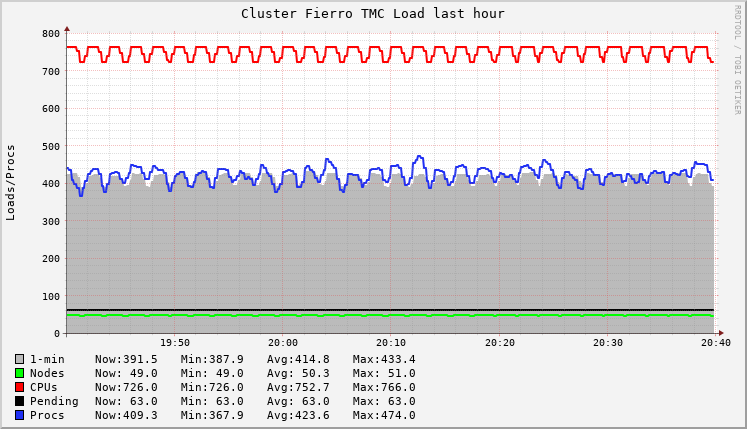 Cluster Fierro TMC Load last hour
RRDTOOL / TOBI OETIKER
Loads/Procs
800
700
600
500
400
300
200
100
0
19:50 20:00 20:10 20:20 20:30 20:40
1-min Now:391.5 Min:387.9 Avg:414.8 Max:433.4
Nodes Now: 49.0 Min: 49.0 Avg: 50.3 Max: 51.0
CPUs Now:726.0 Min:726.0 Avg:752.7 Max:766.0
Pending Now: 63.0 Min: 63.0 Avg: 63.0 Max: 63.0
Procs Now:409.3 Min:367.9 Avg:423.6 Max:474.0